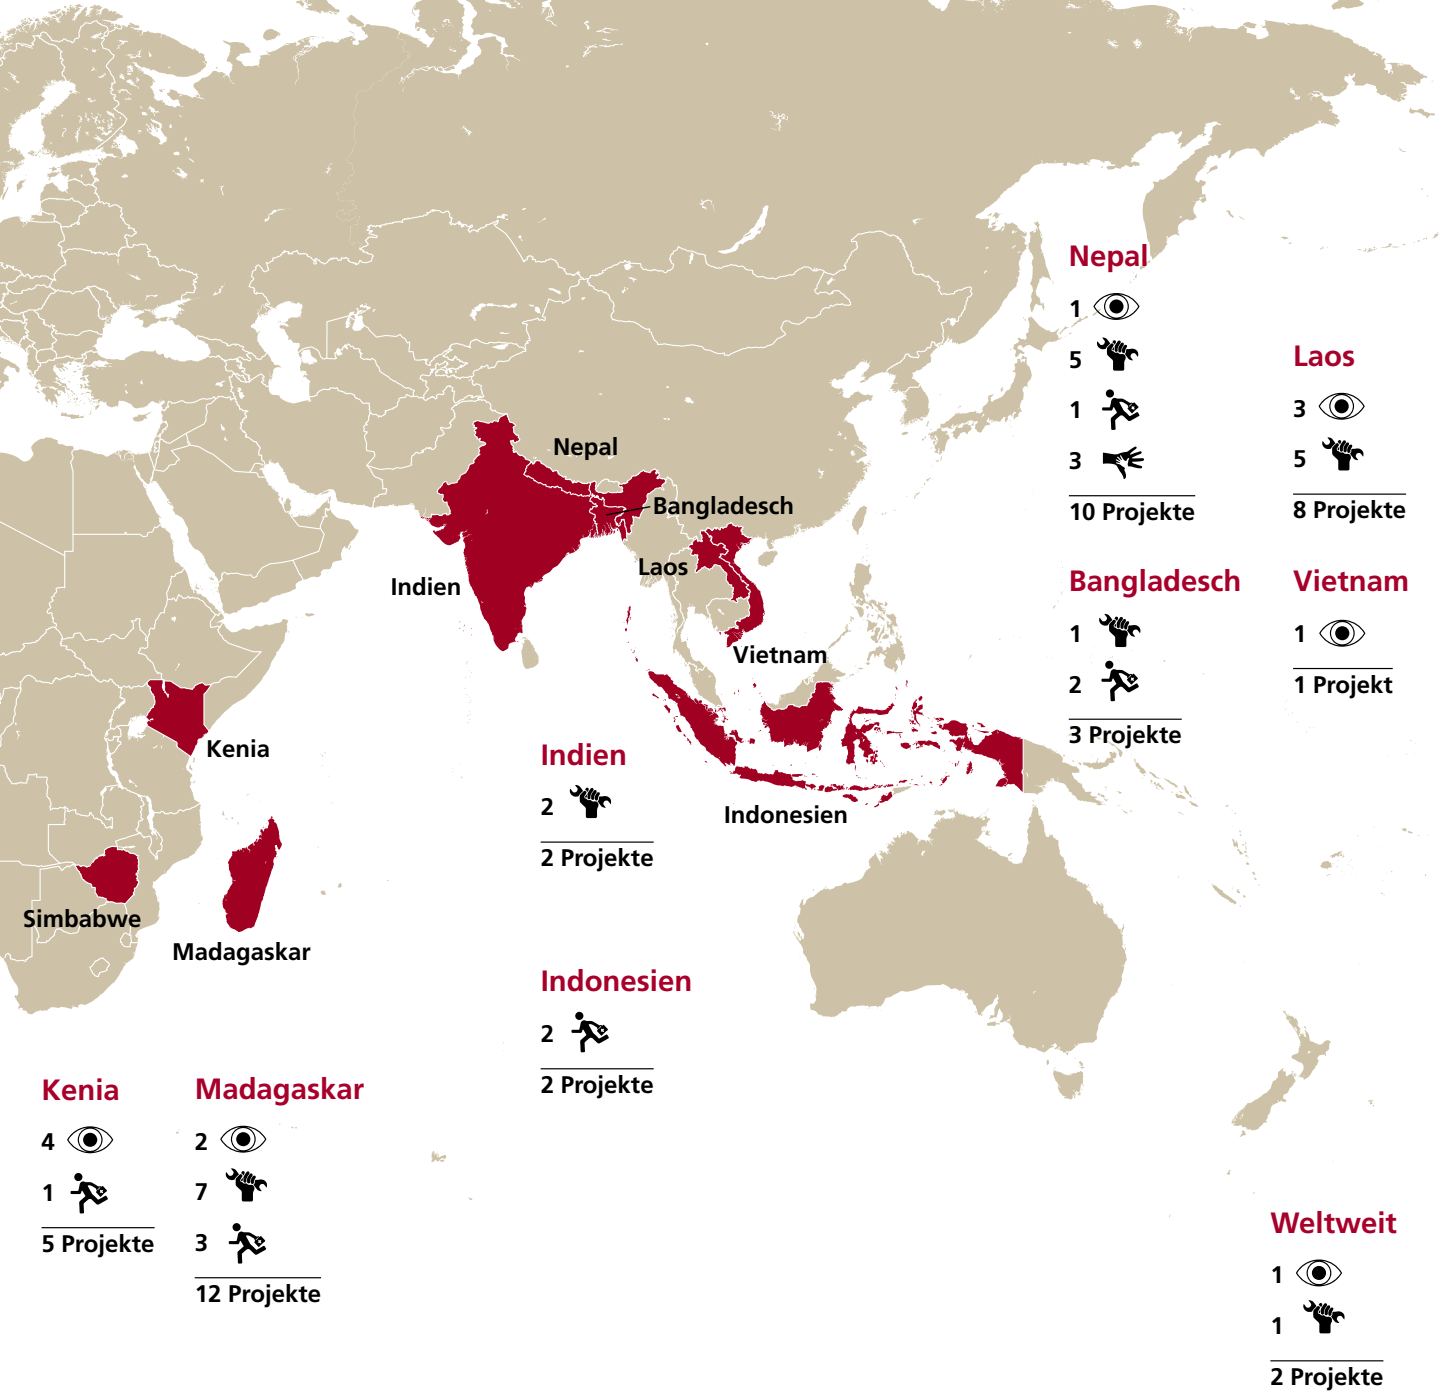 Nepal
1
5
1
3
10 Projekte
Laos
3
5
8 Projekte
Nepal
Bangladesch
Laos
Indien
Vietnam
Bangladesch
1
2
3 Projekte
Vietnam
1
1 Projekt
Kenia
Indien
2
2 Projekte
Indonesien
Simbabwe
Madagaskar
Indonesien
2
2 Projekte
Kenia
4
1
5 Projekte
Madagaskar
2
7
3
12 Projekte
Weltweit
1
1
2 Projekte